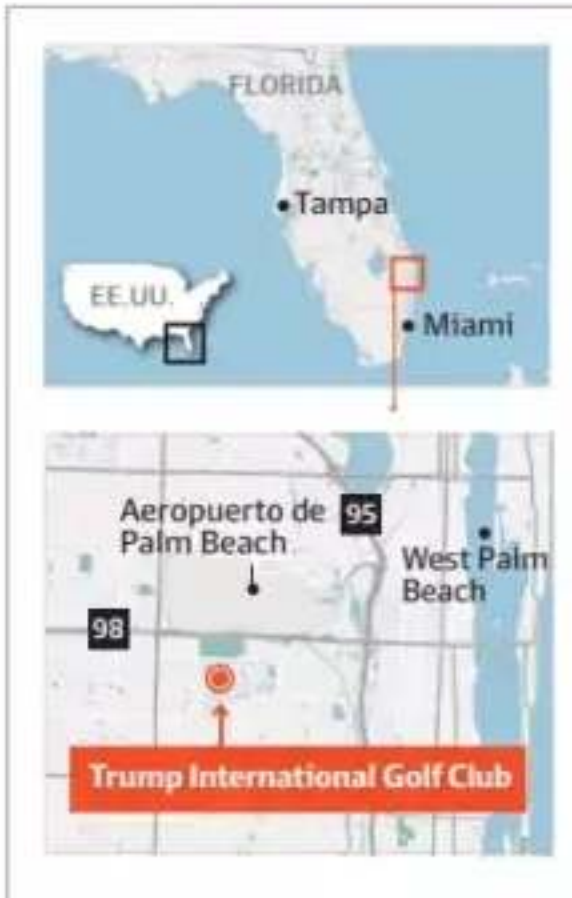 FLORIDA
Tampa
EE.UU.
Miami
Aeropuerto de
Palm Beach
95
West Palm
Beach
98
Trump International Golf Club